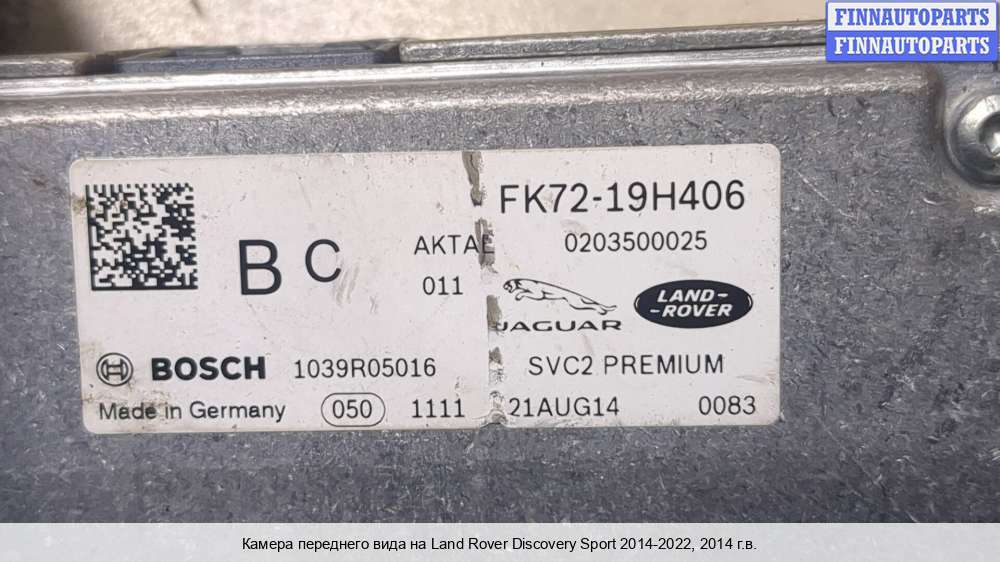 FINNAUTOPARTS
FINNAUTOPARTS
FK72-19H406
B C AKTAE 0203500025
011
JAGUAR
LAND-
-ROVER
BOSCH 1039R05016 SVC2 PREMIUM
Made in Germany 050 1111 21AUG14 0083
Камера переднего вида на Land Rover Discovery Sport 2014-2022, 2014 г.в.